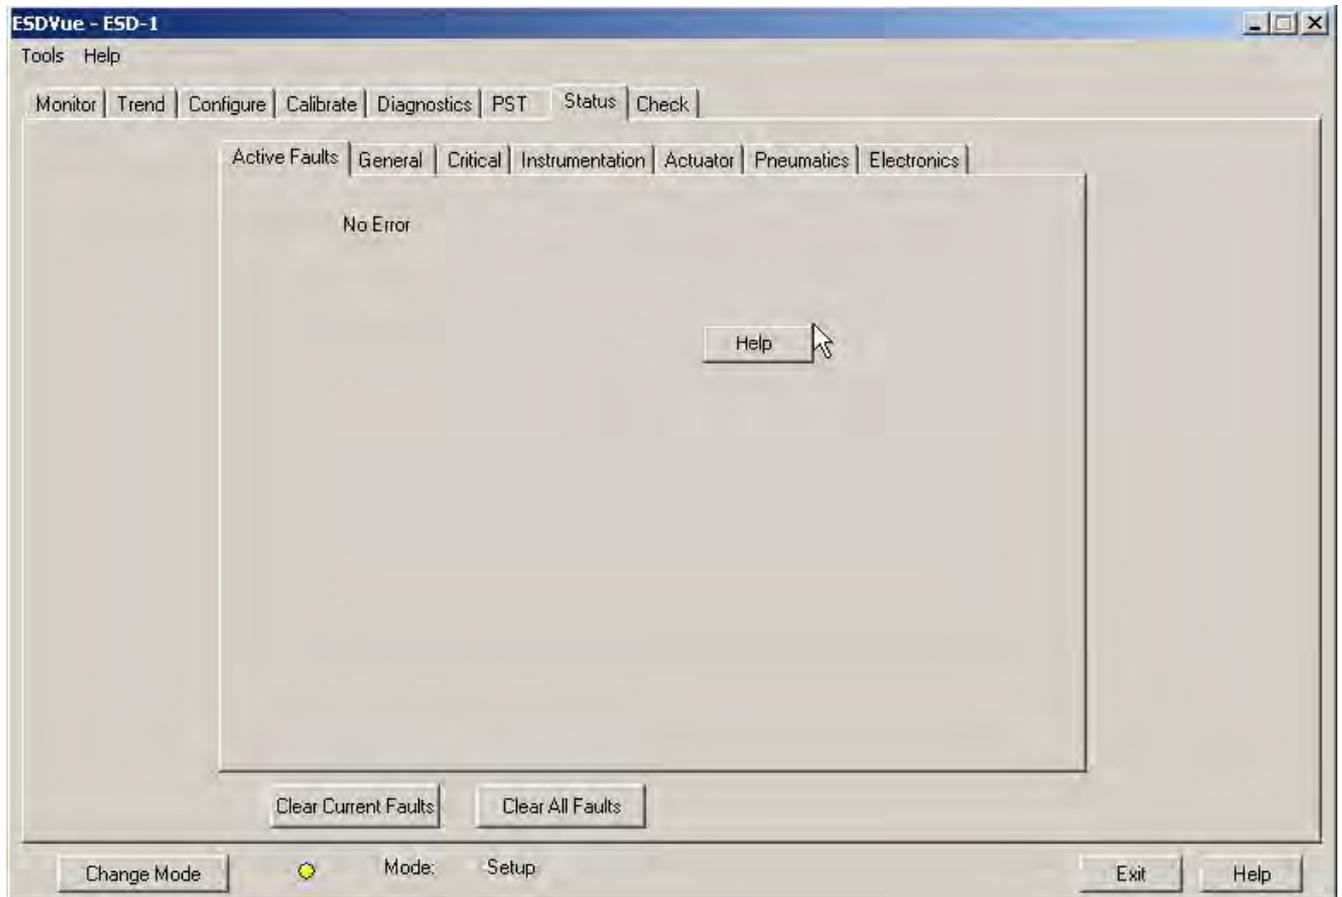 ESDVue - ESD-1
Tools Help
Monitor Trend Configure Calibrate Diagnostics PST Status Check
Active Faults General Critical Instrumentation Actuator Pneumatics Electronics
No Error
Help
Clear Current Faults Clear All Faults
Change Mode Mode: Setup Exit Help